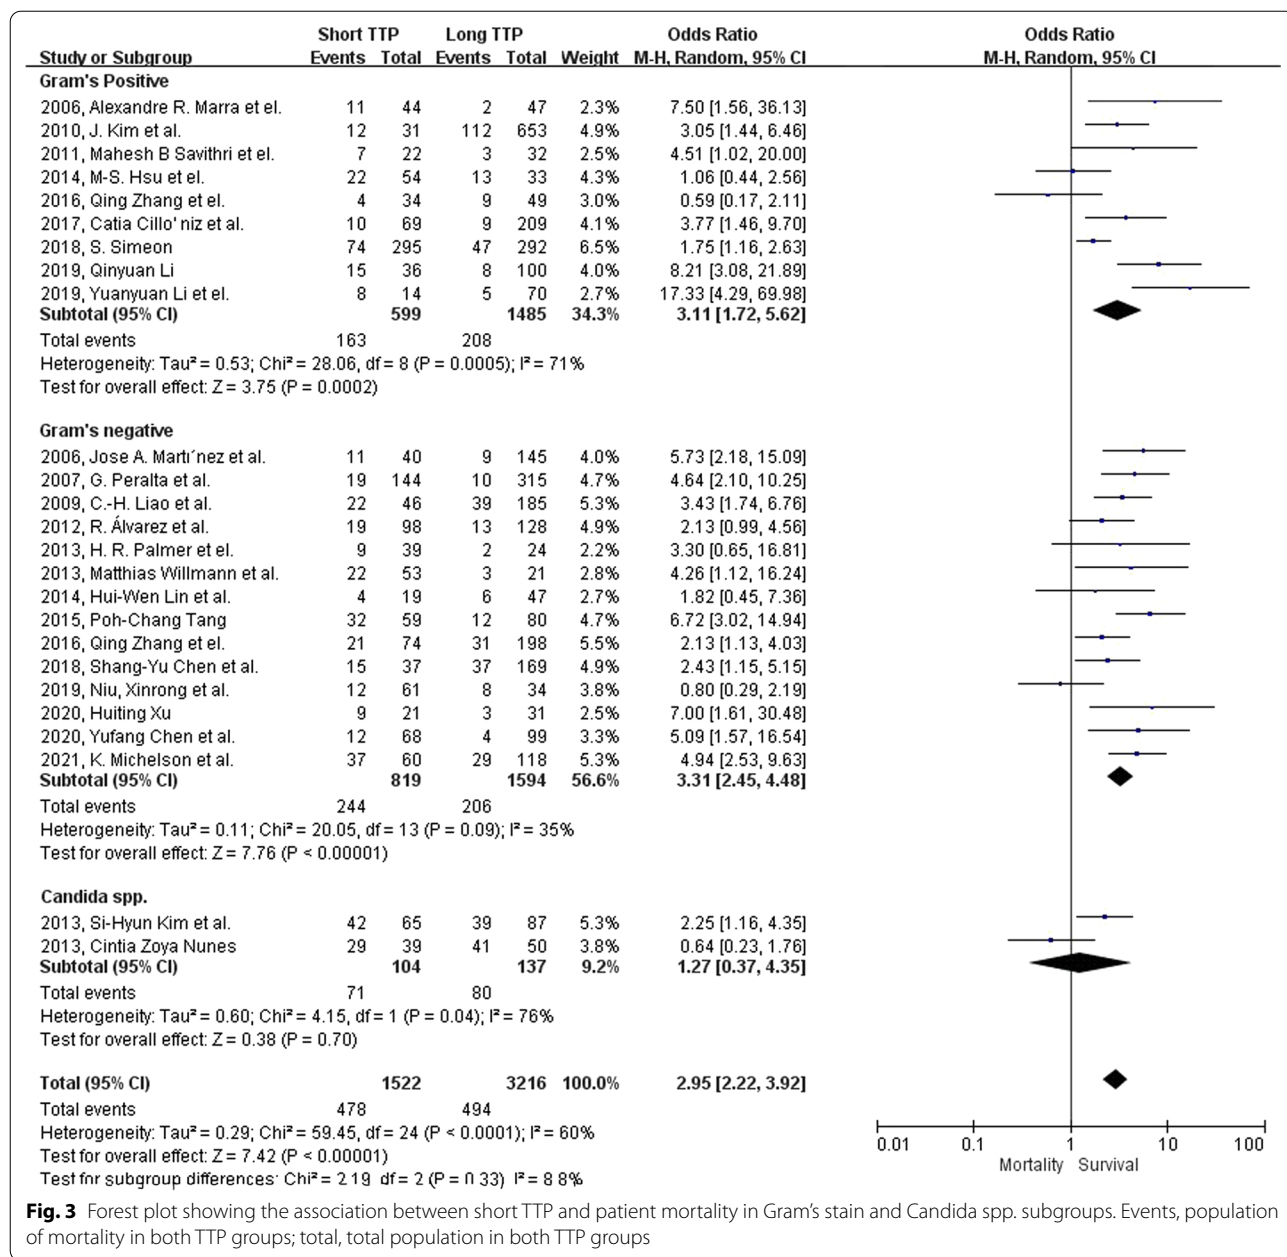 Short TTP Long TTP Odds Ratio Odds Ratio
Study or Subgroup Events Total Events Total Weight M-H, Random, 95% CI M-H, Random, 95% CI
Gram's Positive
2006, Alexandre R. Marra et el. 11 44 2 47 2.3% 7.50 [1.56, 36.13]
2010, J. Kim et al. 12 31 112 653 4.9% 3.05 [1.44, 6.46]
2011, Mahesh B Savithri et el. 7 22 3 32 2.5% 4.51 [1.02, 20.00]
2014, M-S. Hsu et el. 22 54 13 33 4.3% 1.06 [0.44, 2.56]
2016, Qing Zhang et el. 4 34 9 49 3.0% 0.59 [0.17, 2.11]
2017, Catia Cillo' niz et al. 10 69 9 209 4.1% 3.77 [1.46, 9.70]
2018, S. Simeon 74 295 47 292 6.5% 1.75 [1.16, 2.63]
2019, Qinyuan Li 15 36 8 100 4.0% 8.21 [3.08, 21.89]
2019, Yuanyuan Li et el. 8 14 5 70 2.7% 17.33 [4.29, 69.98]
Subtotal (95% CI) 599 1485 34.3% 3.11 [1.72, 5.62]
Total events 163 208
Heterogeneity: Tau² = 0.53; Chi² = 28.06, df = 8 (P = 0.0005); I² = 71%
Test for overall effect: Z = 3.75 (P = 0.0002)
Gram's negative
2006, Jose A. Martı´nez et al. 11 40 9 145 4.0% 5.73 [2.18, 15.09]
2007, G. Peralta et al. 19 144 10 315 4.7% 4.64 [2.10, 10.25]
2009, C.-H. Liao et al. 22 46 39 185 5.3% 3.43 [1.74, 6.76]
2012, R. Álvarez et al. 19 98 13 128 4.9% 2.13 [0.99, 4.56]
2013, H. R. Palmer et el. 9 39 2 24 2.2% 3.30 [0.65, 16.81]
2013, Matthias Willmann et al. 22 53 3 21 2.8% 4.26 [1.12, 16.24]
2014, Hui-Wen Lin et al. 4 19 6 47 2.7% 1.82 [0.45, 7.36]
2015, Poh-Chang Tang 32 59 12 80 4.7% 6.72 [3.02, 14.94]
2016, Qing Zhang et el. 21 74 31 198 5.5% 2.13 [1.13, 4.03]
2018, Shang-Yu Chen et al. 15 37 37 169 4.9% 2.43 [1.15, 5.15]
2019, Niu, Xinrong et al. 12 61 8 34 3.8% 0.80 [0.29, 2.19]
2020, Huiting Xu 9 21 3 31 2.5% 7.00 [1.61, 30.48]
2020, Yufang Chen et al. 12 68 4 99 3.3% 5.09 [1.57, 16.54]
2021, K. Michelson et al. 37 60 29 118 5.3% 4.94 [2.53, 9.63]
Subtotal (95% CI) 819 1594 56.6% 3.31 [2.45, 4.48]
Total events 244 206
Heterogeneity: Tau² = 0.11; Chi² = 20.05, df = 13 (P = 0.09); I² = 35%
Test for overall effect: Z = 7.76 (P < 0.00001)
Candida spp.
2013, Si-Hyun Kim et al. 42 65 39 87 5.3% 2.25 [1.16, 4.35]
2013, Cintia Zoya Nunes 29 39 41 50 3.8% 0.64 [0.23, 1.76]
Subtotal (95% CI) 104 137 9.2% 1.27 [0.37, 4.35]
Total events 71 80
Heterogeneity: Tau² = 0.60; Chi² = 4.15, df = 1 (P = 0.04); I² = 76%
Test for overall effect: Z = 0.38 (P = 0.70)
Total (95% CI) 1522 3216 100.0% 2.95 [2.22, 3.92]
Total events 478 494
Heterogeneity: Tau² = 0.29; Chi² = 59.45, df = 24 (P < 0.0001); I² = 60%
Test for overall effect: Z = 7.42 (P < 0.00001)
Test for subgroup differences: Chi² = 2.19 df = 2 (P = 0.33) I² = 8.8%
0.01 0.1 1 10 100
Mortality Survival
Fig. 3 Forest plot showing the association between short TTP and patient mortality in Gram's stain and Candida spp. subgroups. Events, population
of mortality in both TTP groups; total, total population in both TTP groups